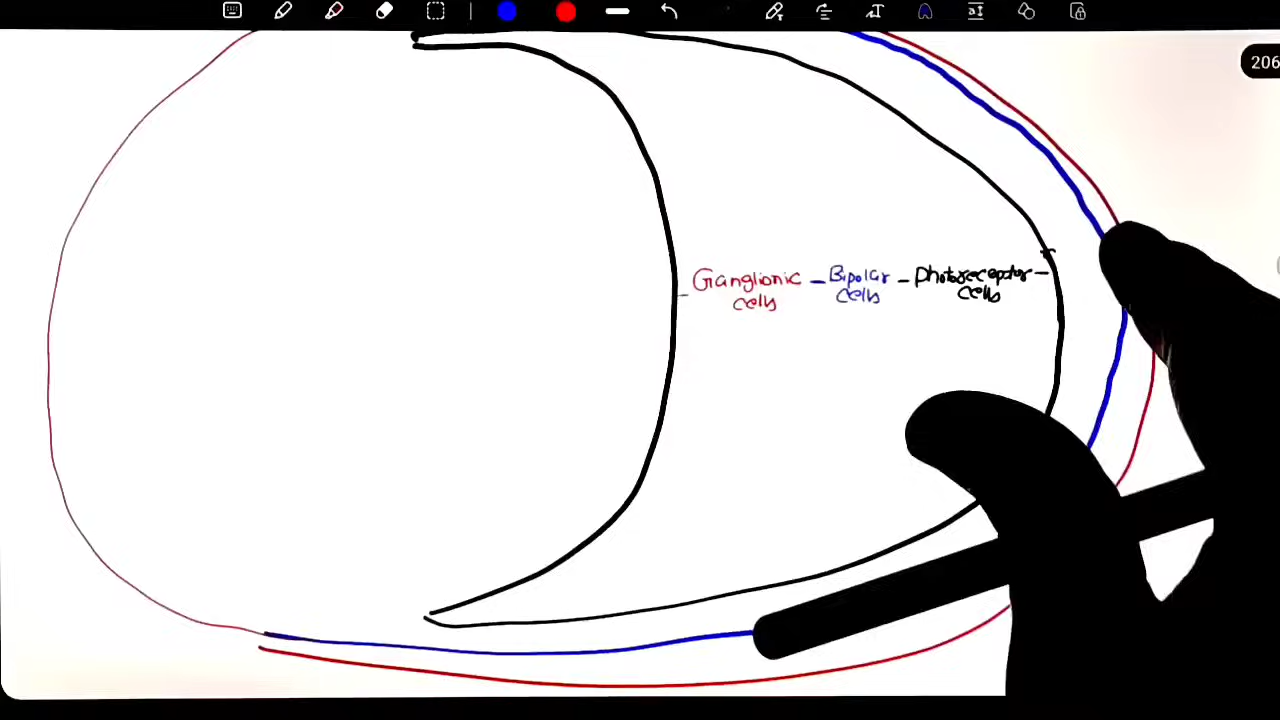 206
Ganglionic – Bipolar – Photoreceptor –
cells cells cells